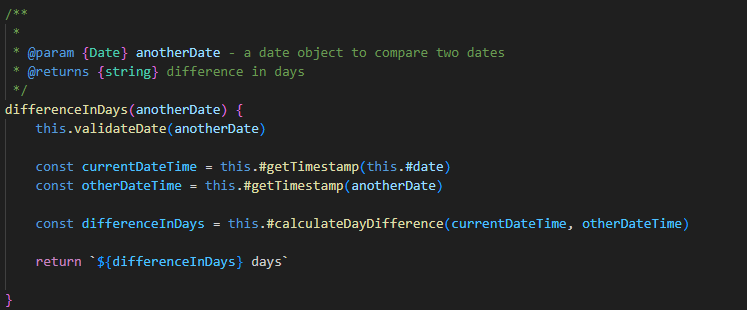 /**
 *
 * @param {Date} anotherDate - a date object to compare two dates
 * @returns {string} difference in days
 */
differenceInDays(anotherDate) {
    this.validateDate(anotherDate)

    const currentDateTime = this.#getTimestamp(this.#date)
    const otherDateTime = this.#getTimestamp(anotherDate)

    const differenceInDays = this.#calculateDayDifference(currentDateTime, otherDateTime)

    return `${differenceInDays} days`

}